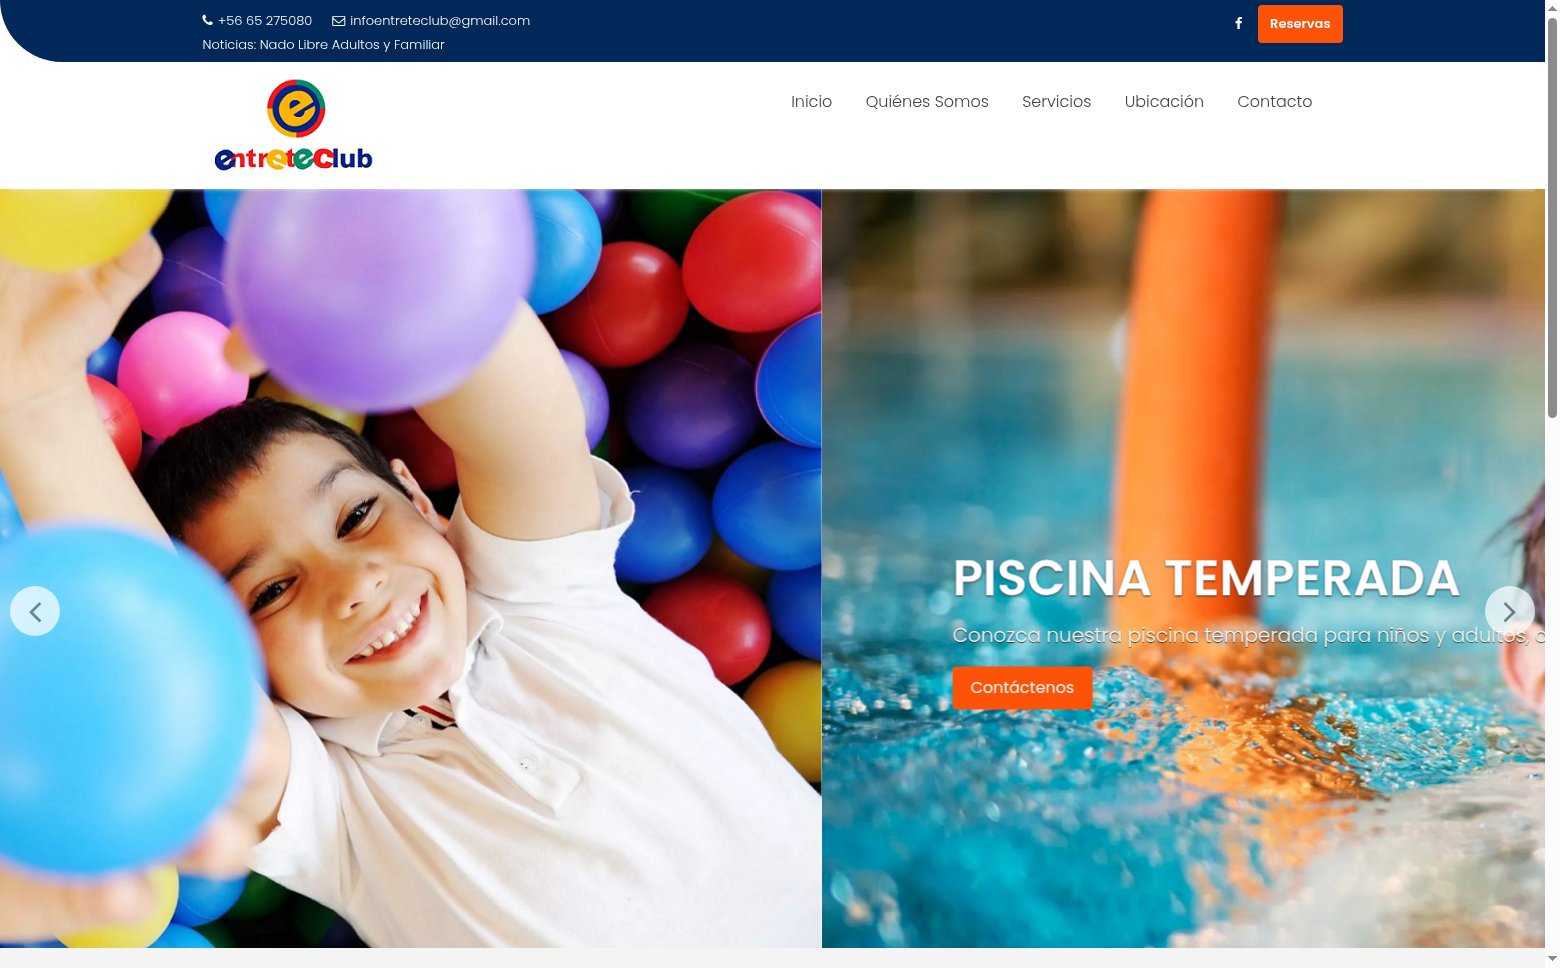 +56 65 275080 infoentreteclub@gmail.com
Noticias: Nado Libre Adultos y Familiar
Reservas
e
entreteclub
Inicio Quiénes Somos Servicios Ubicación Contacto
PISCINA TEMPERADA
Conozca nuestra piscina temperada para niños y adultos,
Contáctenos